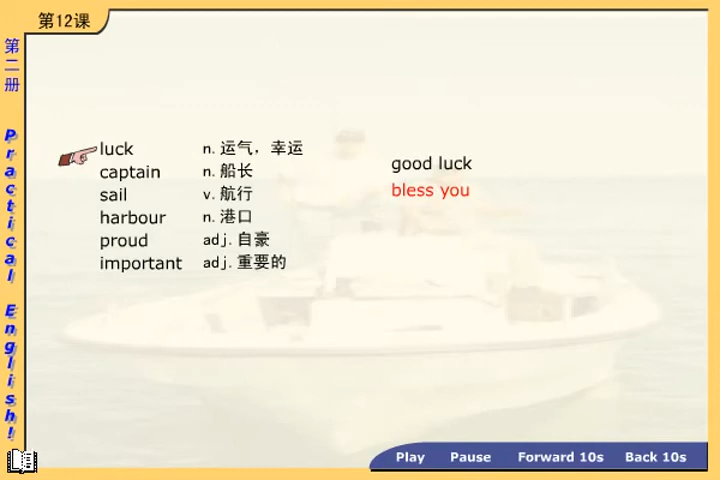 第12课
第二册
Practical English!
luck n. 运气，幸运
captain n. 船长
sail v. 航行
harbour n. 港口
proud adj. 自豪
important adj. 重要的
good luck
bless you
Play Pause Forward 10s Back 10s